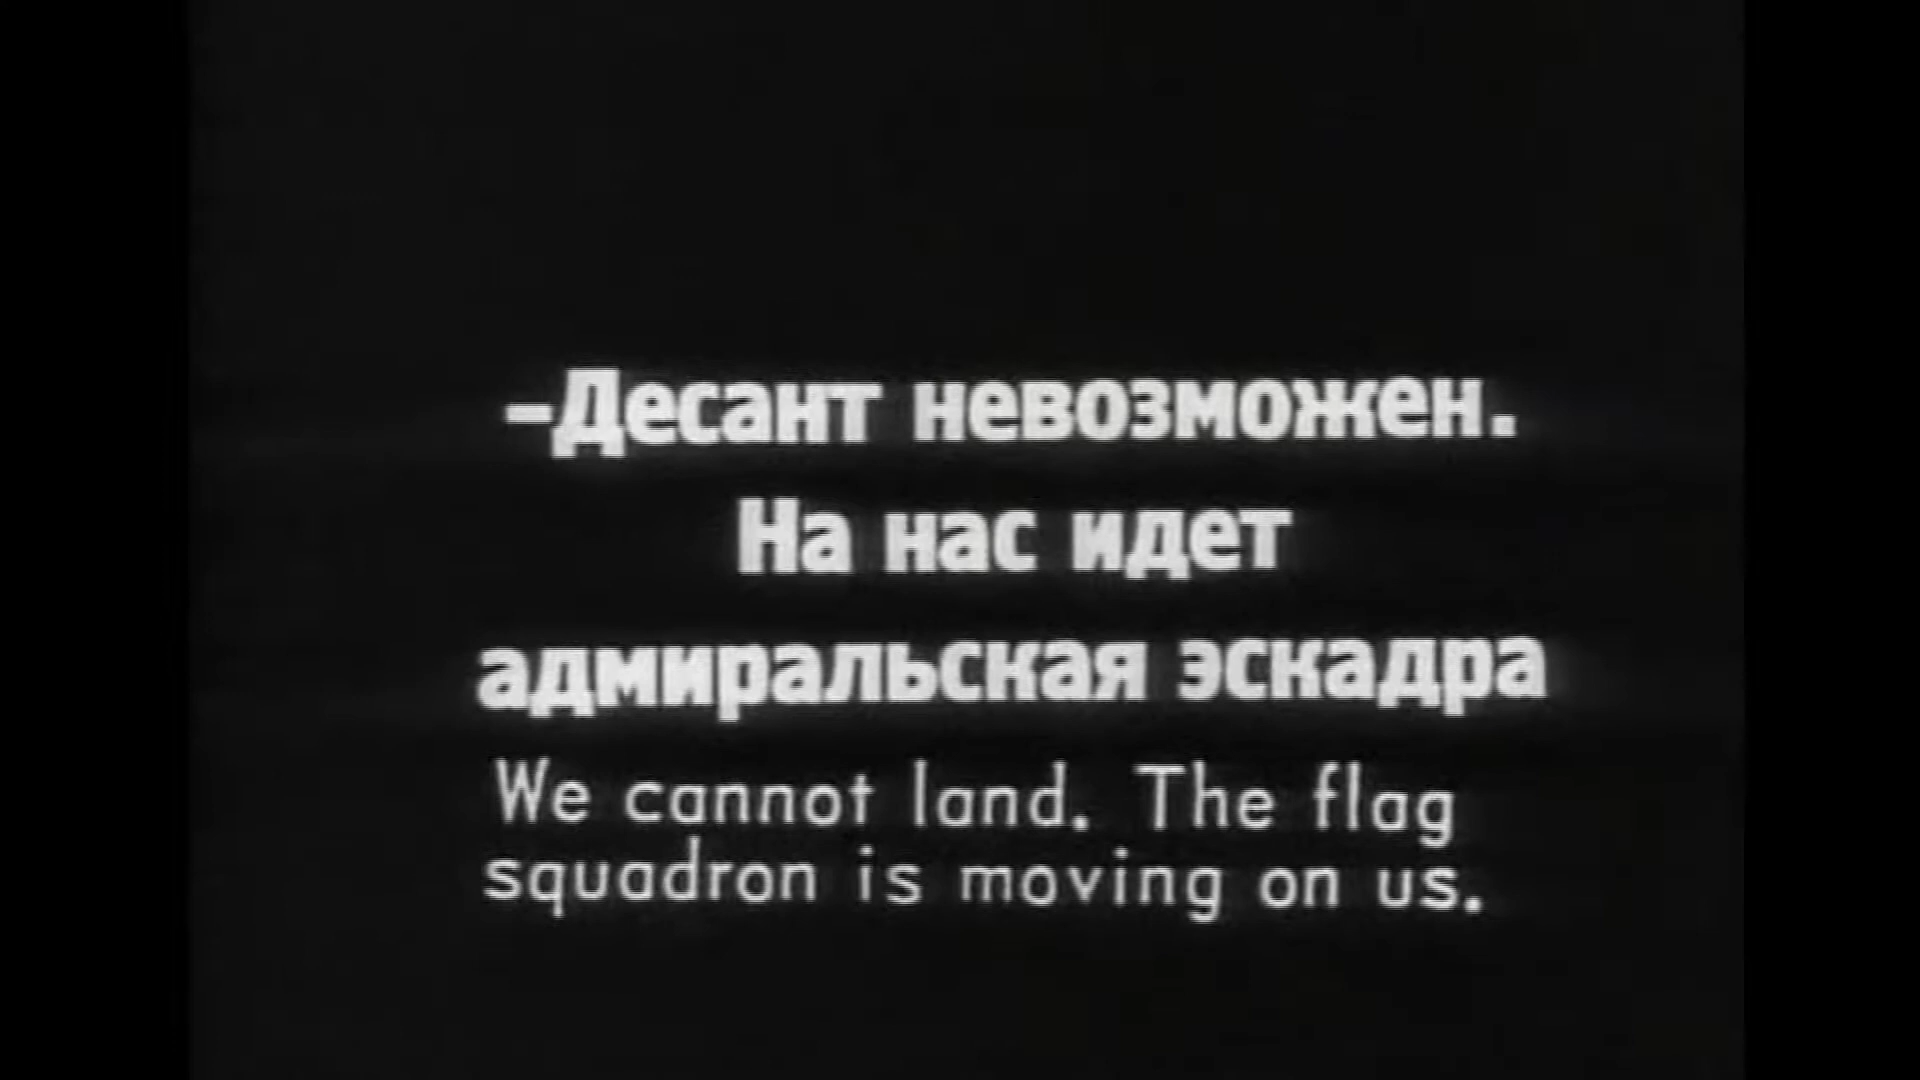 -Десант невозможен.
На нас идет
адмиральская эскадра
We cannot land. The flag
squadron is moving on us.